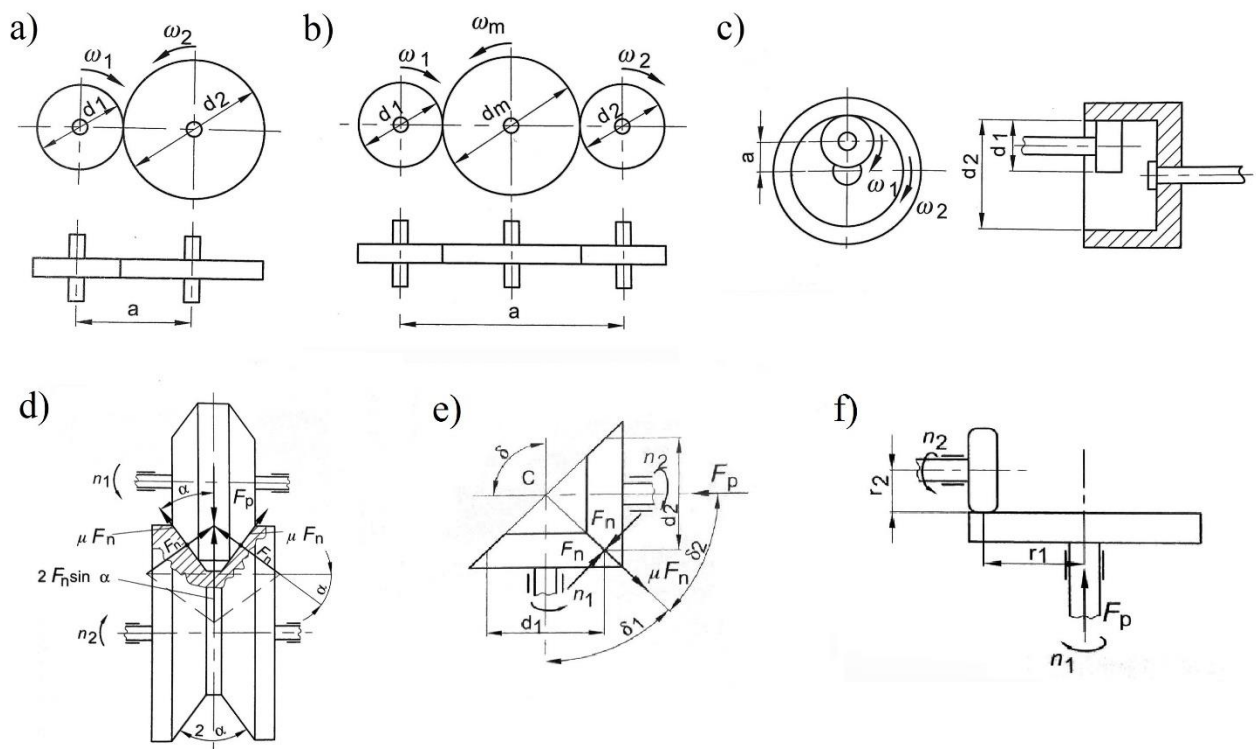 a)
ω1
ω2
d1
d2
a
b)
ω1
ωm
ω2
d1
dm
d2
a
c)
a
ω1
ω2
d2
d1
d)
n1
α
Fp
μ Fn
Fn
Fn
μ Fn
2 Fn sin α
α
n2
2 α
e)
δ
C
n2
Fp
d2
Fn
Fn
μ Fn
δ2
n1
d1
δ1
f)
n2
r2
r1
Fp
n1